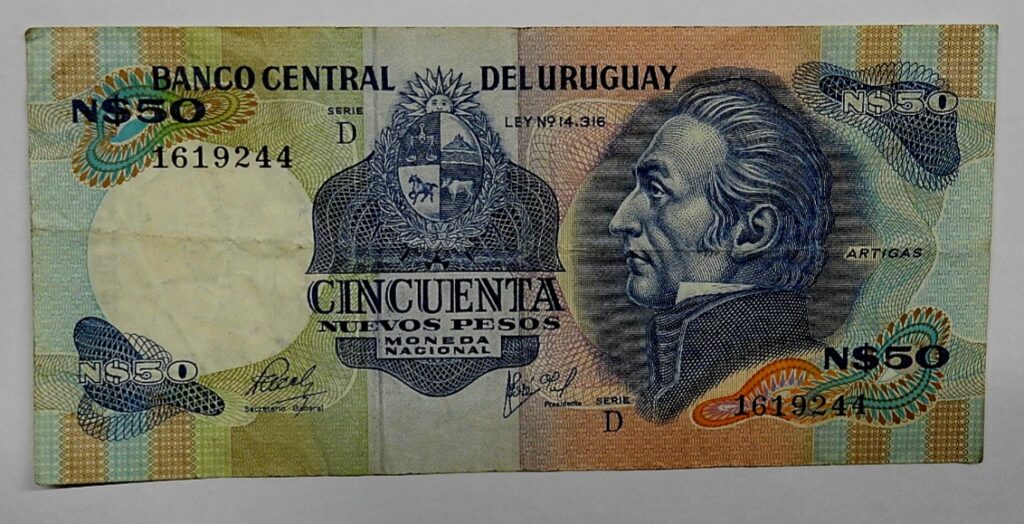 BANCO CENTRAL DEL URUGUAY
N$50
SERIE
D
LEY Nº 14.316
N$50
1619244
ARTIGAS
CINCUENTA
NUEVOS PESOS
MONEDA
NACIONAL
N$50
N$50
Secretario General
Presidente
SERIE
D
1619244